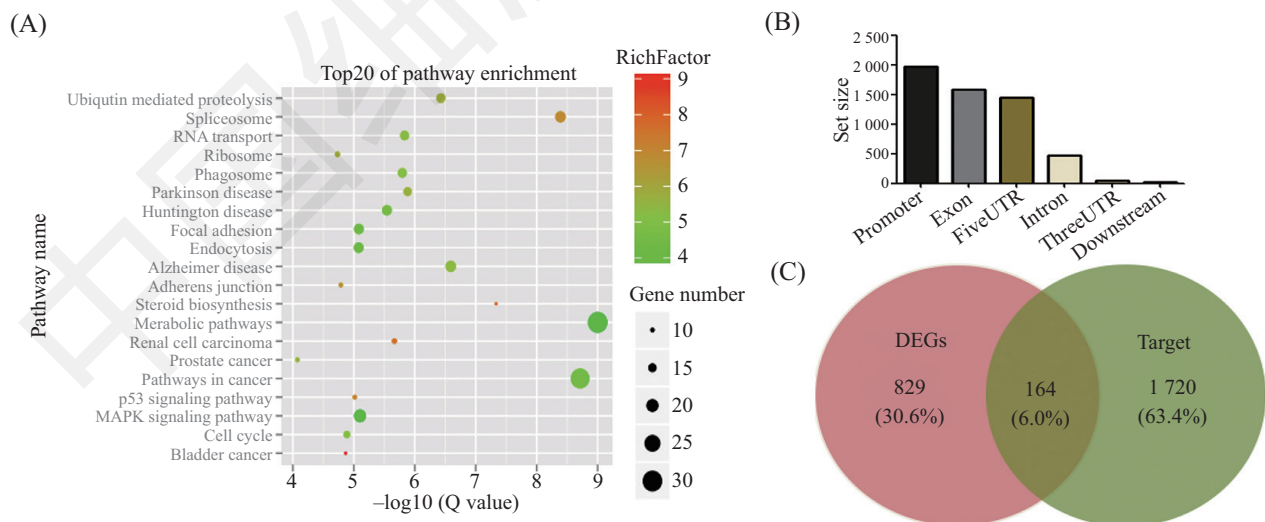 (A)
Top20 of pathway enrichment
Pathway name
Ubiqutin mediated proteolysis
Spliceosome
RNA transport
Ribosome
Phagosome
Parkinson disease
Huntington disease
Focal adhesion
Endocytosis
Alzheimer disease
Adherens junction
Steroid biosynthesis
Merabolic pathways
Renal cell carcinoma
Prostate cancer
Pathways in cancer
p53 signaling pathway
MAPK signaling pathway
Cell cycle
Bladder cancer
4 5 6 7 8 9
–log10 (Q value)
RichFactor
9
8
7
6
5
4
Gene number
10
15
20
25
30
(B)
Set size
2 500
2 000
1 500
1 000
500
0
Promoter
Exon
FiveUTR
Intron
ThreeUTR
Downstream
(C)
DEGs
829
(30.6%)
164
(6.0%)
Target
1 720
(63.4%)
中国细